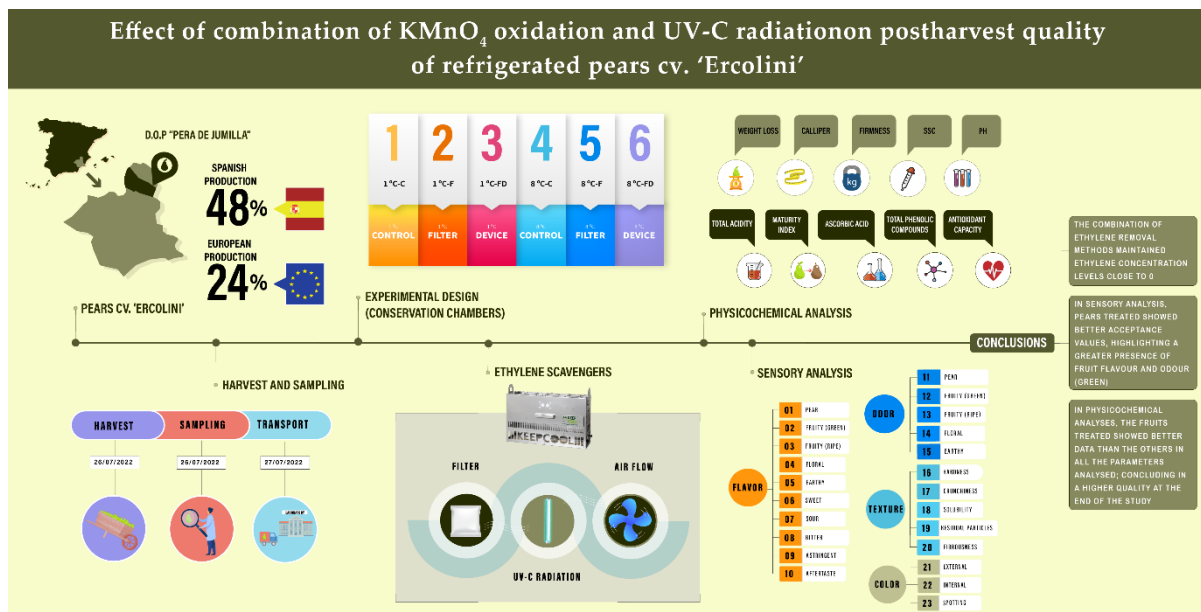 Effect of combination of KMnO₄ oxidation and UV-C radiationon postharvest quality
of refrigerated pears cv. ‘Ercolini’
D.O.P "PERA DE JUMILLA"
SPANISH
PRODUCTION
48%
EUROPEAN
PRODUCTION
24%
PEARS CV. 'ERCOLINI'
1 2 3 4 5 6
1 ºC-C 1 ºC-F 1 ºC-FD 8 ºC-C 8 ºC-F 8 ºC-FD
CONTROL FILTER DEVICE CONTROL FILTER DEVICE
EXPERIMENTAL DESIGN
(CONSERVATION CHAMBERS)
WEIGHT LOSS CALLIPER FIRMNESS SSC PH
kg
TOTAL ACIDITY
MATURITY
INDEX
ASCORBIC ACID
TOTAL PHENOLIC
COMPOUNDS
ANTIOXIDANT
CAPACITY
PHYSICOCHEMICAL ANALYSIS
HARVEST AND SAMPLING
HARVEST SAMPLING TRANSPORT
26/07/2022 26/07/2022 27/07/2022
ETHYLENE SCAVENGERS
KEEPCOOL
FILTER
AIR FLOW
UV-C RADIATION
SENSORY ANALYSIS
FLAVOR
01 PEAR
02 FRUITY (GREEN)
03 FRUITY (RIPE)
04 FLORAL
05 EARTHY
06 SWEET
07 SOUR
08 BITTER
09 ASTRINGENT
10 AFTERTASTE
ODOR
11 PEAR
12 FRUITY (GREEN)
13 FRUITY (RIPE)
14 FLORAL
15 EARTHY
TEXTURE
16 HARDNESS
17 CRUNCHINESS
18 SOLUBILITY
19 RESIDUAL PARTICLES
20 FIBROUSNESS
COLOR
21 EXTERNAL
22 INTERNAL
23 SPOTTING
CONCLUSIONS
THE COMBINATION OF
ETHYLENE REMOVAL
METHODS MAINTAINED
ETHYLENE CONCENTRATION
LEVELS CLOSE TO 0
IN SENSORY ANALYSIS,
PEARS TREATED SHOWED
BETTER ACCEPTANCE
VALUES, HIGHLIGHTING A
GREATER PRESENCE OF
FRUIT FLAVOUR AND ODOUR
(GREEN)
IN PHYSICOCHEMICAL
ANALYSES, THE FRUITS
TREATED SHOWED BETTER
DATA THAN THE OTHERS IN
ALL THE PARAMETERS
ANALYSED; CONCLUDING IN
A HIGHER QUALITY AT THE
END OF THE STUDY